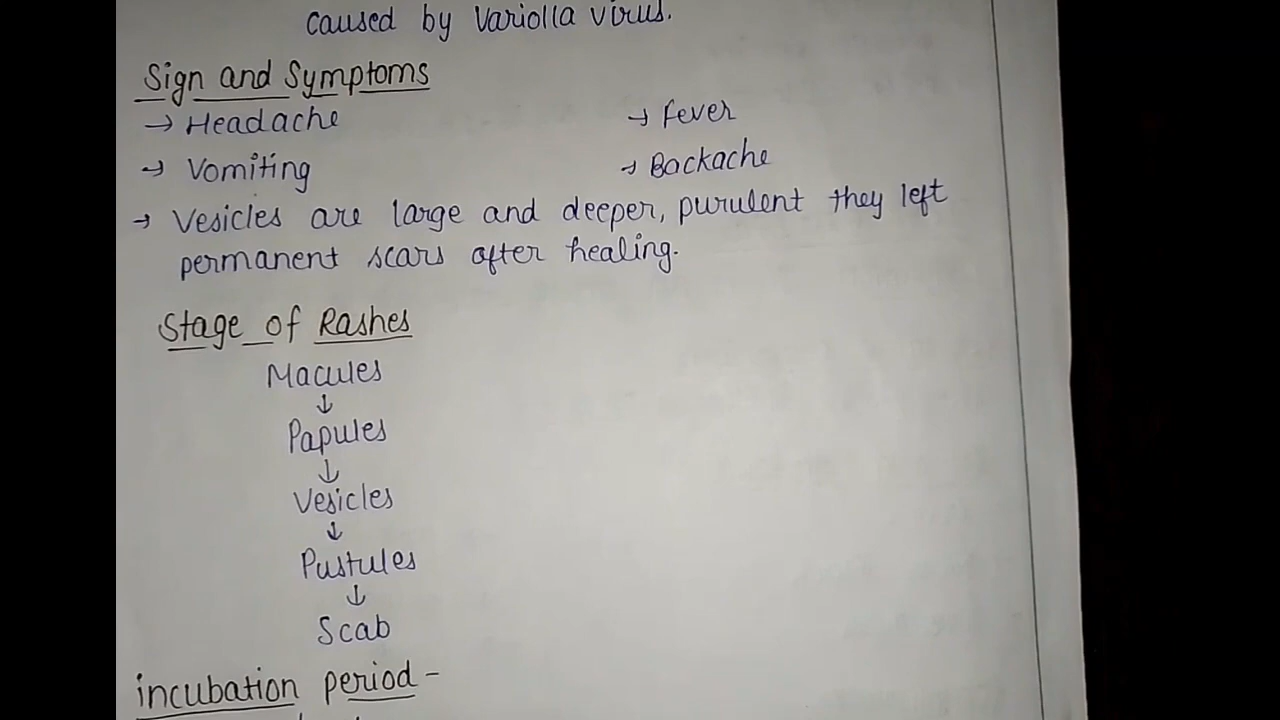 caused by Variolla virus.
Sign and Symptoms
→ Headache → Fever
→ Vomiting → Backache
→ Vesicles are large and deeper, purulent they left
permanent scars after healing.
Stage of Rashes
Macules
↓
Papules
↓
Vesicles
↓
Pustules
↓
Scab
incubation period -